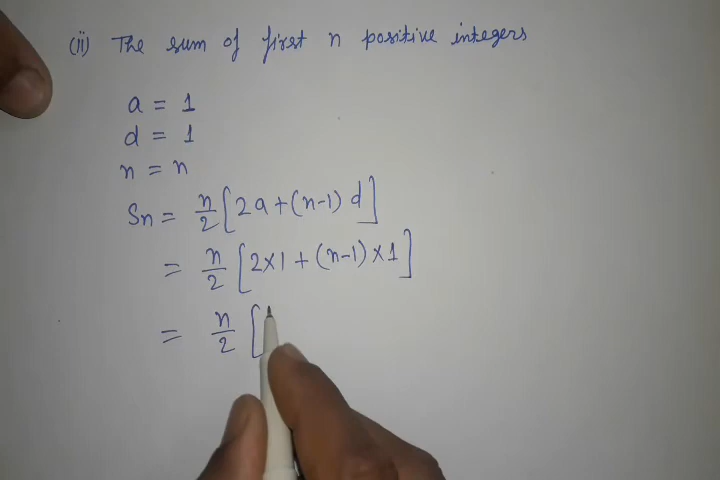 (ii) The sum of first n positive integers
a = 1
d = 1
n = n
Sn = n/2 [2a + (n-1) d]
= n/2 [2×1 + (n-1) × 1]
= n/2 [